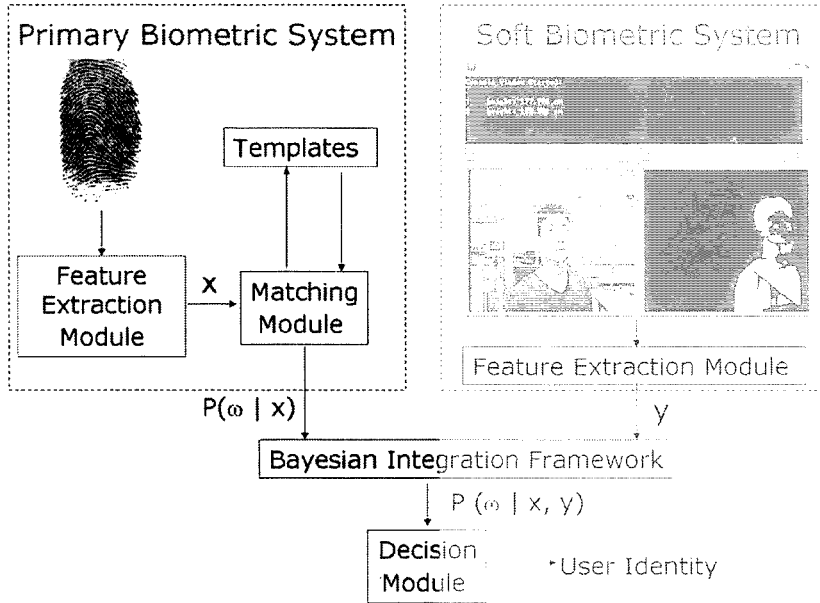 Primary Biometric System
Templates
Feature
Extraction
Module
x
Matching
Module
P(ω | x)
Soft Biometric System
Feature Extraction Module
y
Bayesian Integration Framework
P (ω | x, y)
Decision
Module
User Identity